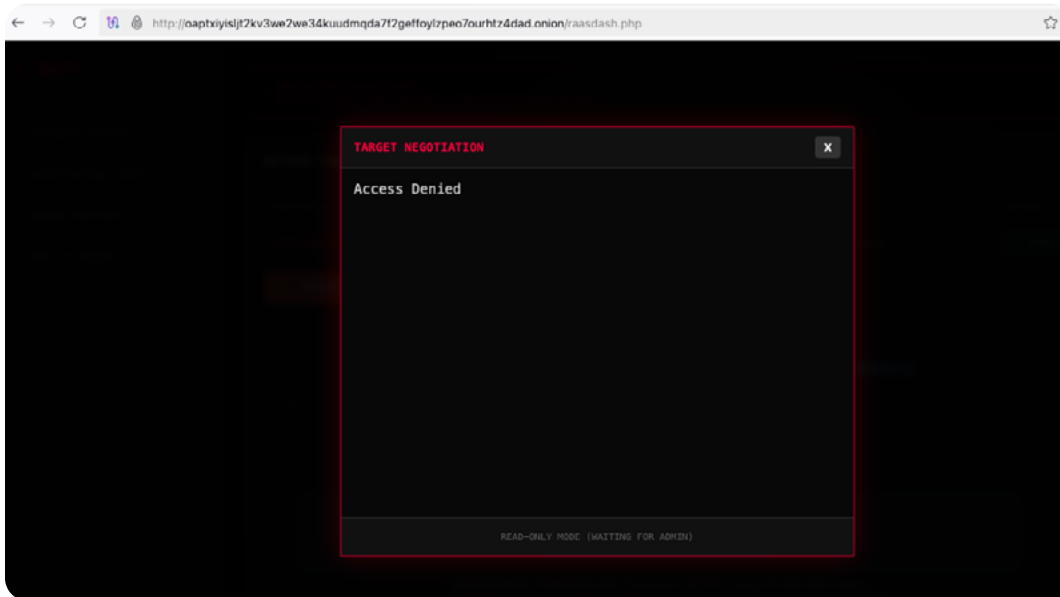 http://oaptxiyisljt2kv3we2we34kuudmqda7f2geffoylzpeo7ourhtz4dad.onion/raasdash.php
TARGET NEGOTIATION
X
Access Denied
READ-ONLY MODE (WAITING FOR ADMIN)